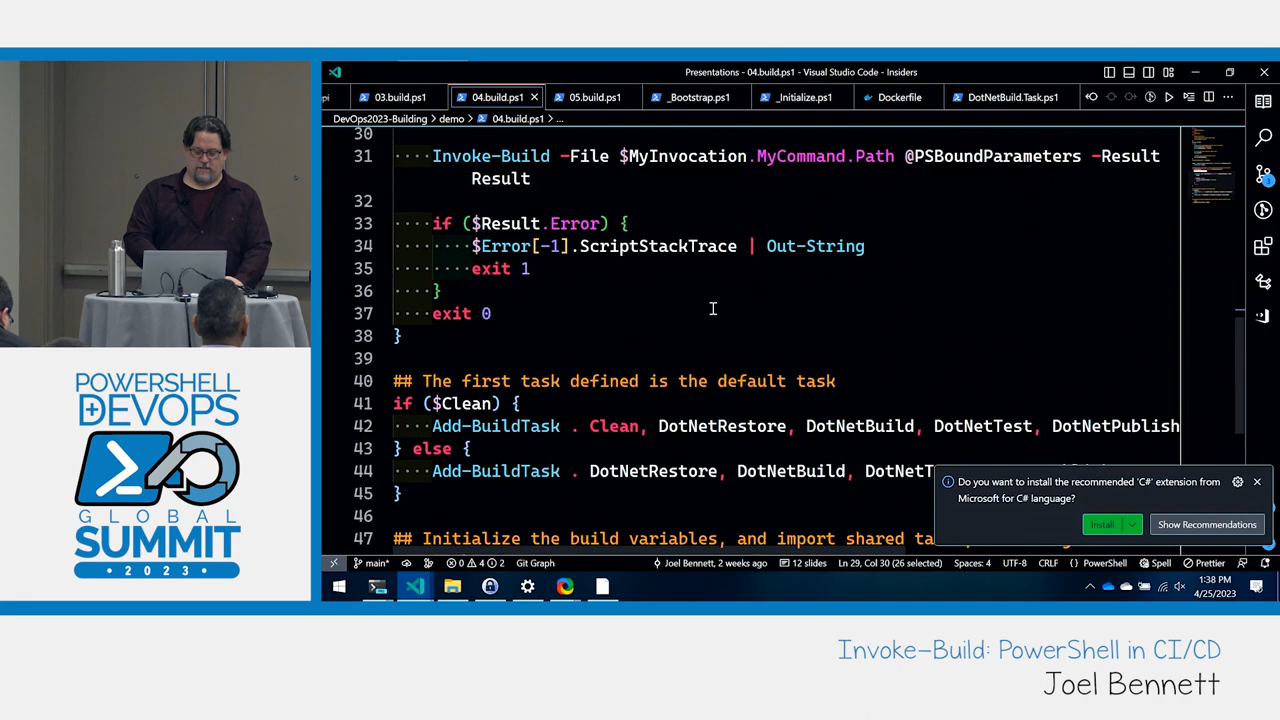 Presentations - 04.build.ps1 - Visual Studio Code - Insiders
pi
03.build.ps1
04.build.ps1
05.build.ps1
_Bootstrap.ps1
_Initialize.ps1
Dockerfile
DotNetBuild.Task.ps1
DevOps2023-Building > demo > 04.build.ps1 > ...
30
31 ····Invoke-Build -File $MyInvocation.MyCommand.Path @PSBoundParameters -Result
Result
32
33 ····if ($Result.Error) {
34 ········$Error[-1].ScriptStackTrace | Out-String
35 ········exit 1
36 ····}
37 ····exit 0
38 }
39
40 ## The first task defined is the default task
41 if ($Clean) {
42 ····Add-BuildTask . Clean, DotNetRestore, DotNetBuild, DotNetTest, DotNetPublish
43 } else {
44 ····Add-BuildTask . DotNetRestore, DotNetBuild, DotNetT
45 }
46
47 ## Initialize the build variables, and import shared ta
Do you want to install the recommended 'C#' extension from
Microsoft for C# language?
Install
Show Recommendations
main*
0 4 2
Git Graph
Joel Bennett, 2 weeks ago
12 slides
Ln 29, Col 30 (26 selected)
Spaces: 4
UTF-8
CRLF
{ } PowerShell
Spell
Prettier
1:38 PM
4/25/2023
POWERSHELL
+DEVOPS
GLOBAL
SUMMIT
• 2023 •
Invoke-Build: PowerShell in CI/CD
Joel Bennett